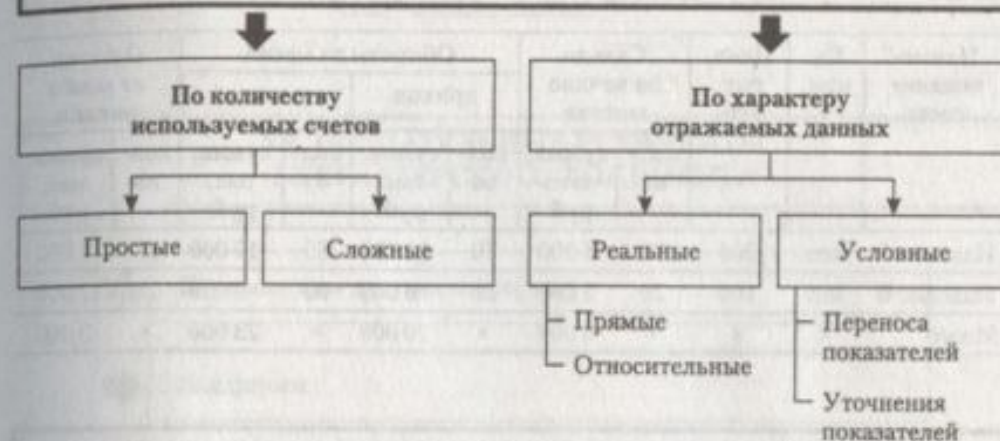 По количеству
используемых счетов
По характеру
отражаемых данных
Простые
Сложные
Реальные
Условные
Прямые
Относительные
Переноса
показателей
Уточнения
показателей